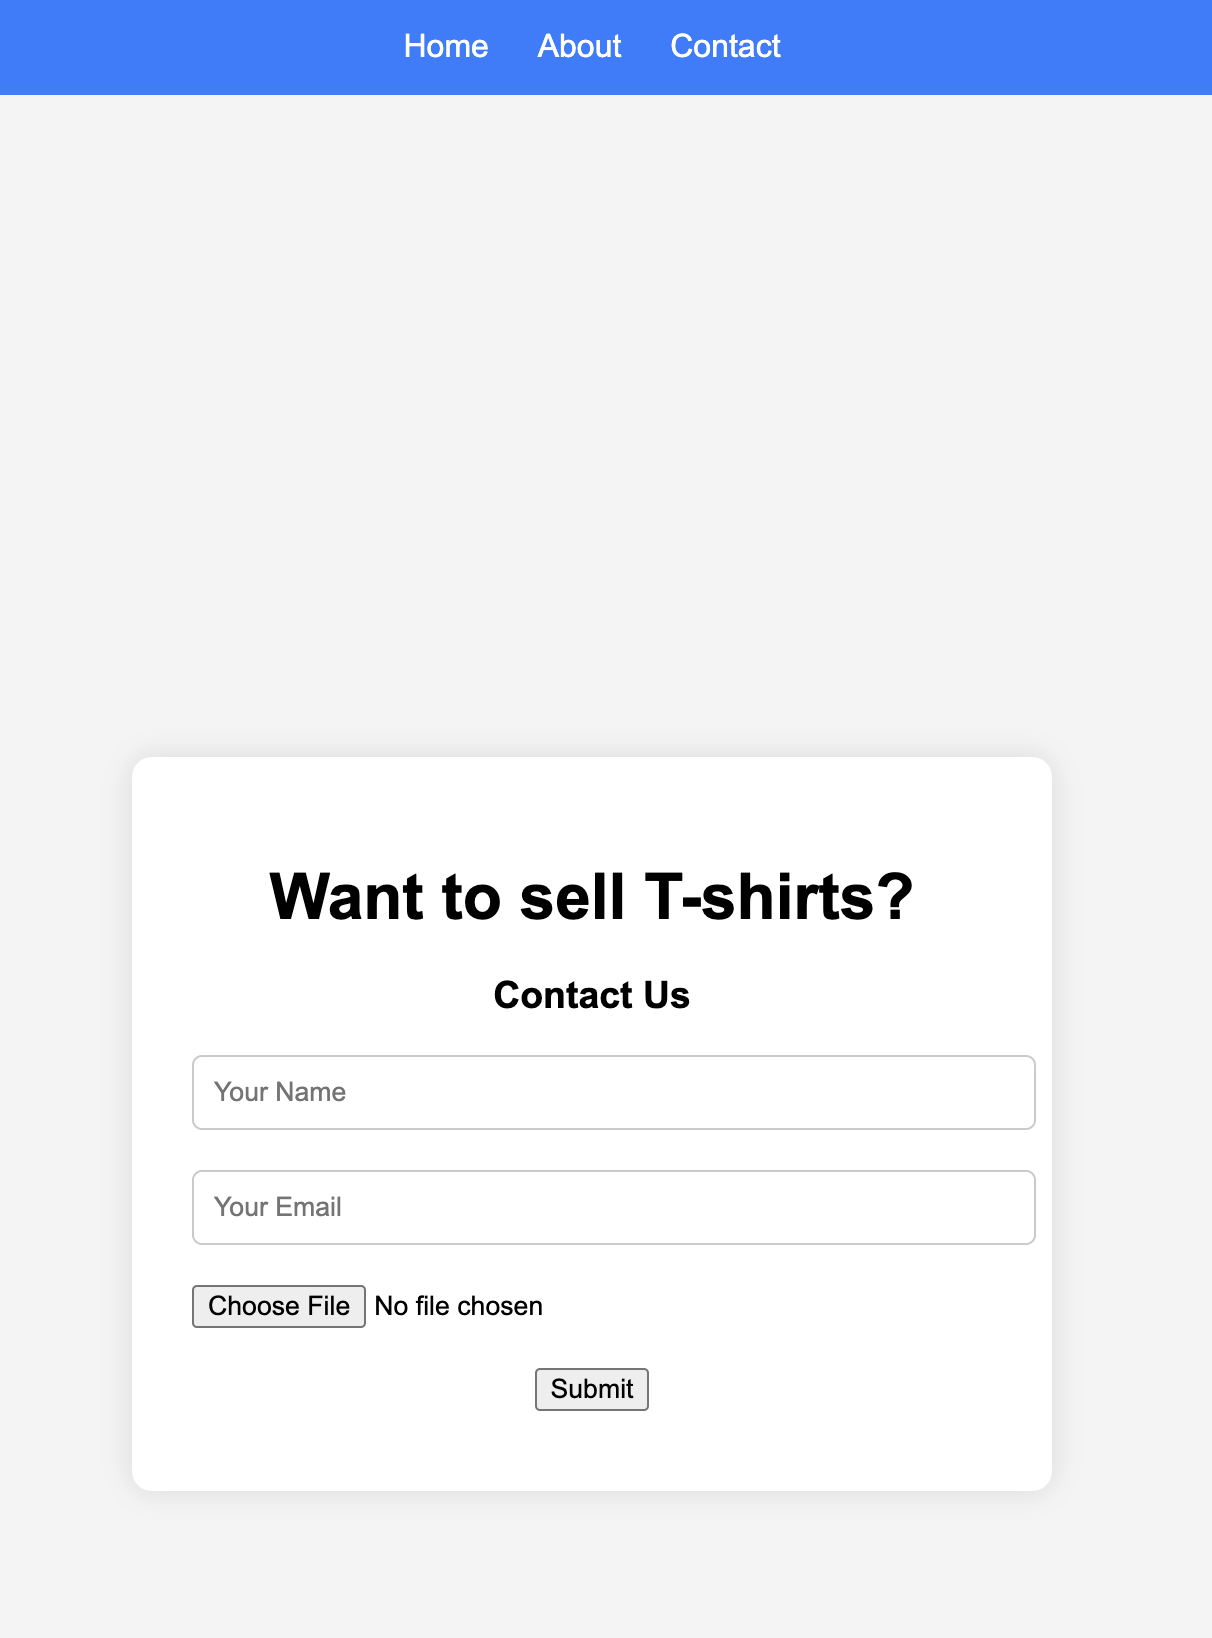 Home About Contact
Want to sell T-shirts?
Contact Us
Your Name
Your Email
Choose File No file chosen
Submit